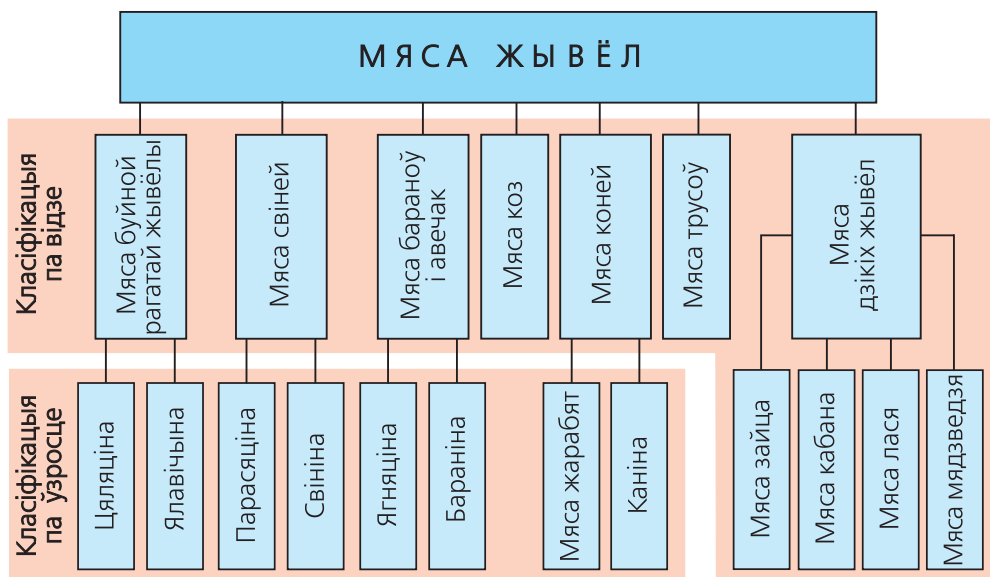 МЯСА ЖЫВЁЛ
Класіфікацыя
па відзе
Мяса буйной
рагатай жывёлы
Мяса свіней
Мяса бараноў
і авечак
Мяса коз
Мяса коней
Мяса трусоў
Мяса
дзікіх жывёл
Класіфікацыя
па ўзросце
Цяляціна
Ялавічына
Парасяціна
Свініна
Ягняціна
Бараніна
Мяса жарабят
Каніна
Мяса зайца
Мяса кабана
Мяса лася
Мяса мядзведзя